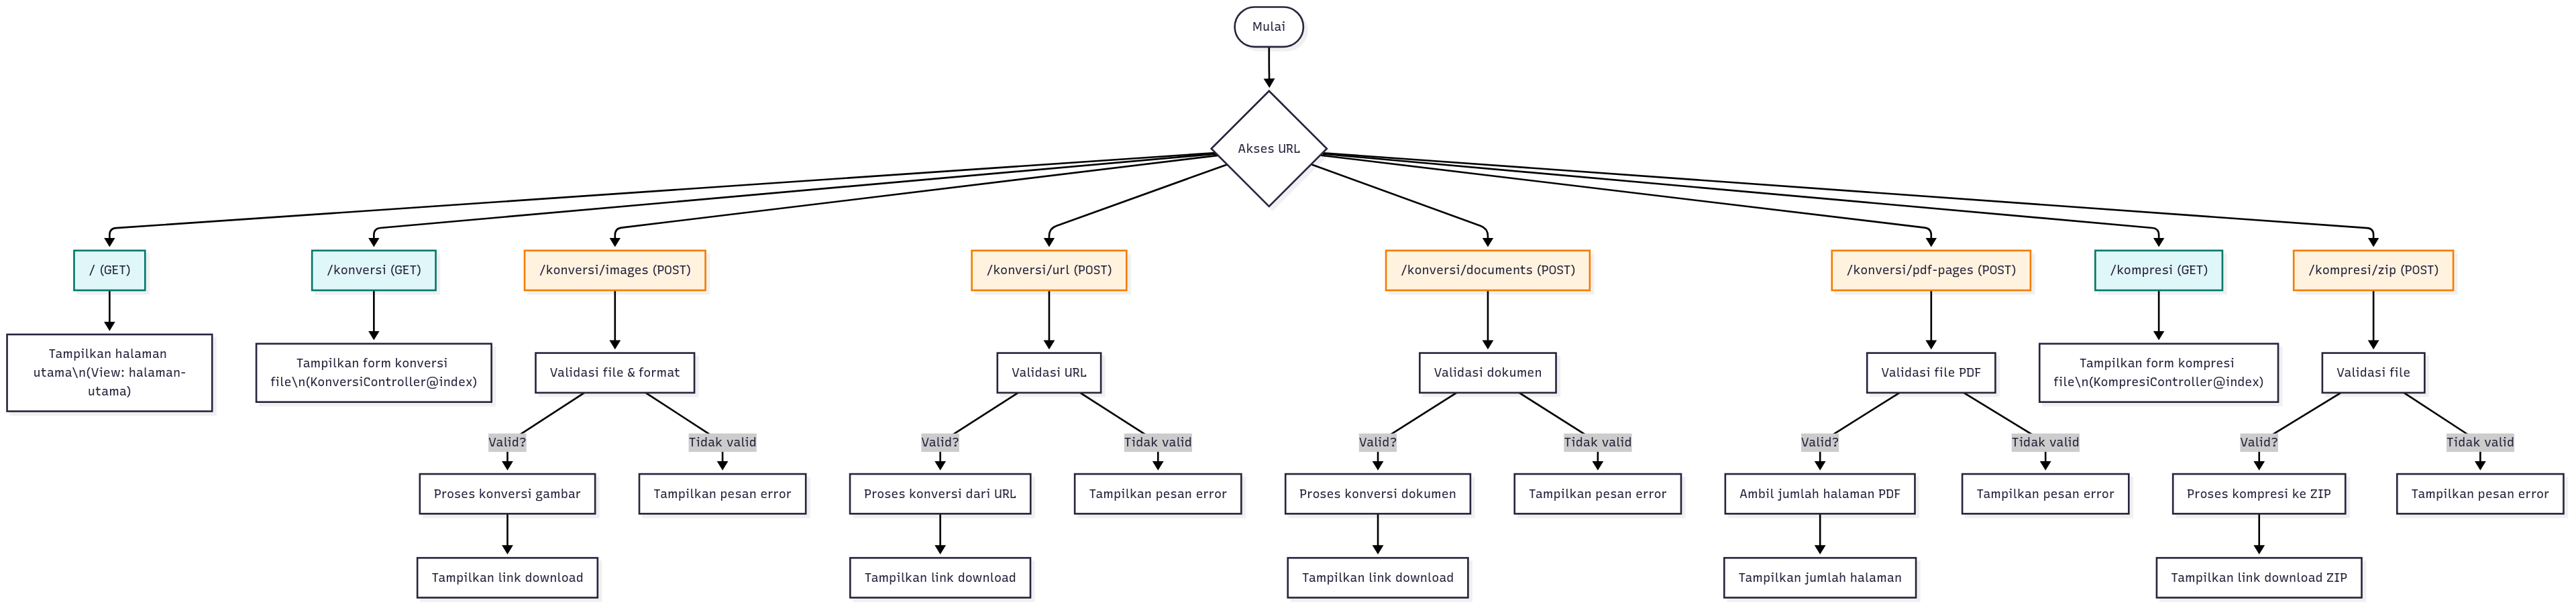 Mulai
Akses URL
/ (GET)
/konversi (GET)
/konversi/images (POST)
/konversi/url (POST)
/konversi/documents (POST)
/konversi/pdf-pages (POST)
/kompresi (GET)
/kompresi/zip (POST)
Tampilkan halaman
utama\n(View: halaman-
utama)
Tampilkan form konversi
file\n(KonversiController@index)
Validasi file & format
Validasi URL
Validasi dokumen
Validasi file PDF
Tampilkan form kompresi
file\n(KompresiController@index)
Validasi file
Valid?
Tidak valid
Valid?
Tidak valid
Valid?
Tidak valid
Valid?
Tidak valid
Valid?
Tidak valid
Proses konversi gambar
Tampilkan pesan error
Proses konversi dari URL
Tampilkan pesan error
Proses konversi dokumen
Tampilkan pesan error
Ambil jumlah halaman PDF
Tampilkan pesan error
Proses kompresi ke ZIP
Tampilkan pesan error
Tampilkan link download
Tampilkan link download
Tampilkan link download
Tampilkan jumlah halaman
Tampilkan link download ZIP